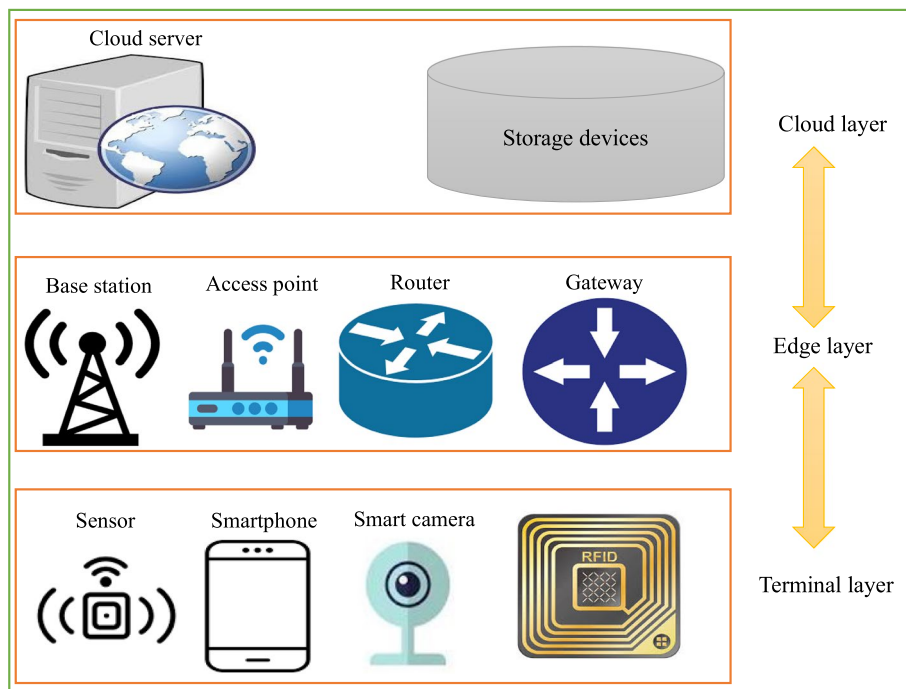 Cloud server
Storage devices
Cloud layer
Base station
Access point
Router
Gateway
Edge layer
Sensor
Smartphone
Smart camera
RFID
Terminal layer